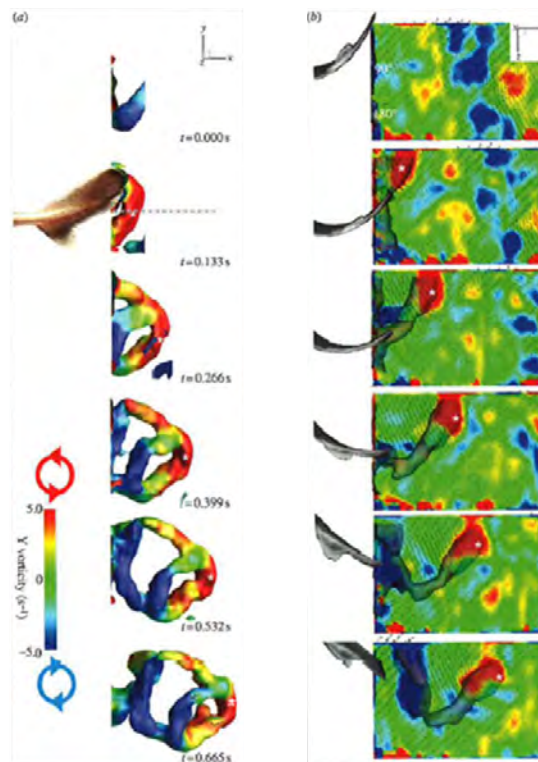 (a)
y
z
x
t=0.000s
t=0.133s
t=0.266s
t=0.399s
t=0.532s
t=0.665s
5.0
0
−5.0
Y vorticity (s⁻¹)
(b)
x